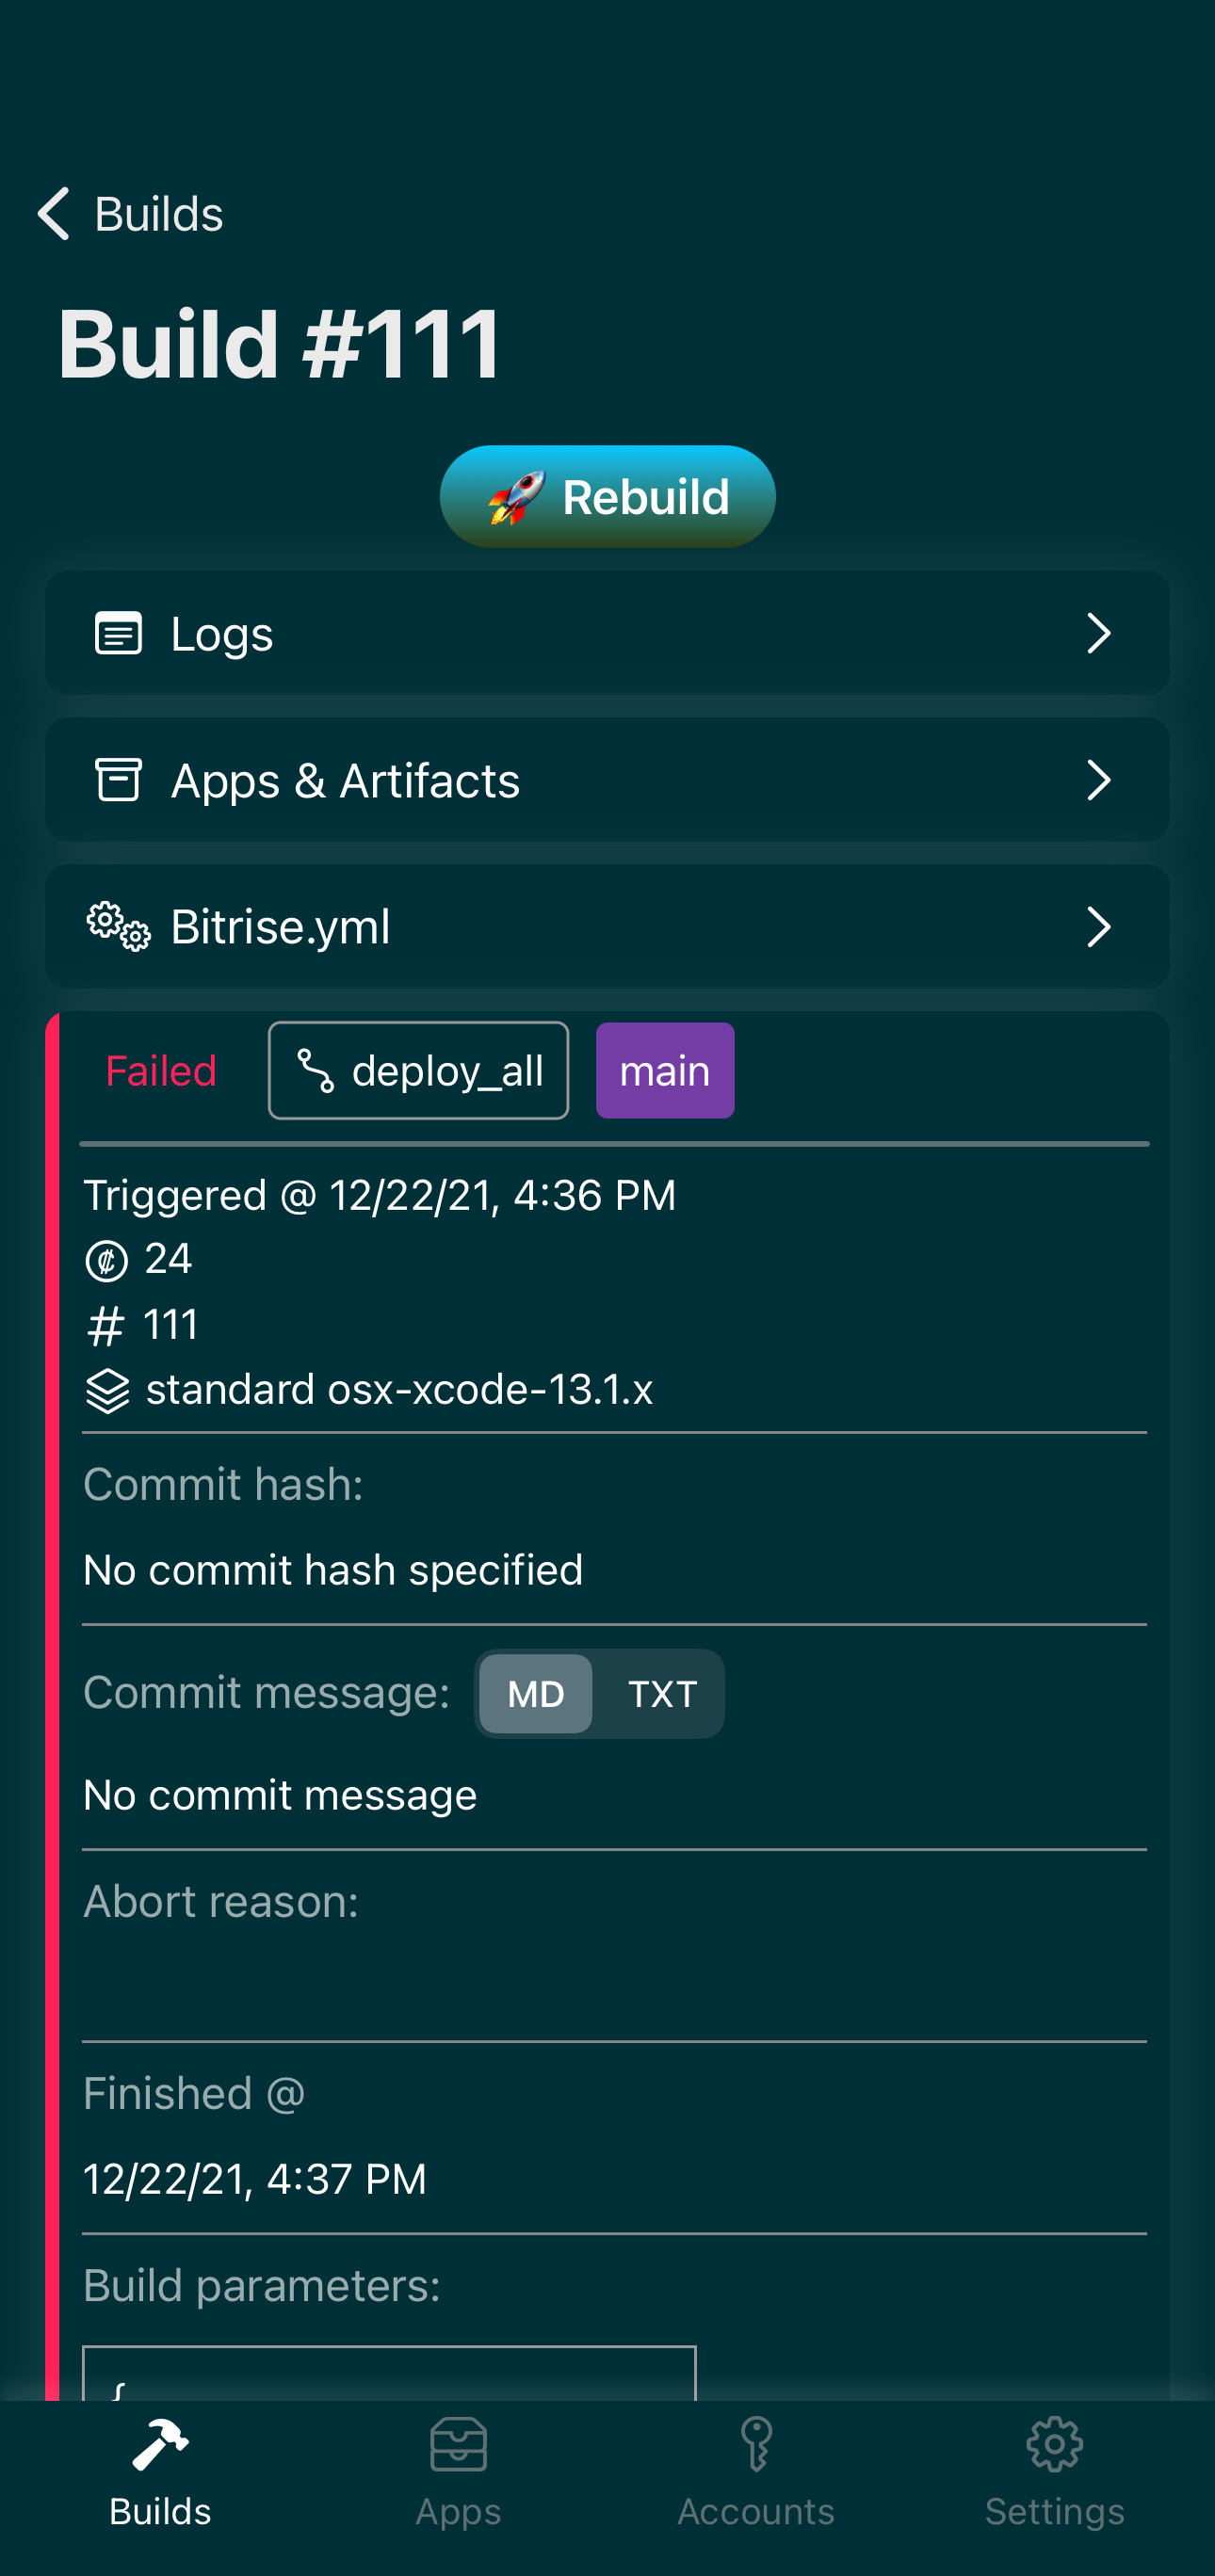 Builds
Build #111
🚀 Rebuild
Logs
Apps & Artifacts
Bitrise.yml
Failed deploy_all main
Triggered @ 12/22/21, 4:36 PM
24
# 111
standard osx-xcode-13.1.x
Commit hash:
No commit hash specified
Commit message: MD TXT
No commit message
Abort reason:
Finished @
12/22/21, 4:37 PM
Build parameters:
{
Builds Apps Accounts Settings